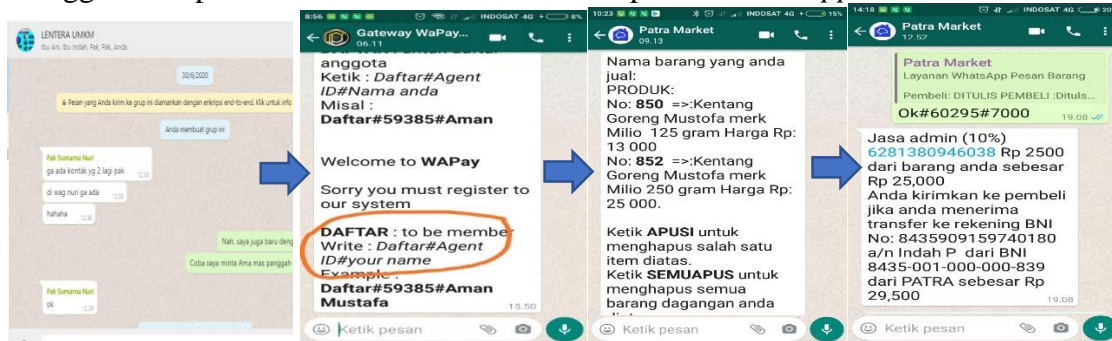 LENTERA UMKM
Ibu Ani, Ibu Indah, Pak, Pak, Anda
30/6/2020
Pesan yang Anda kirim ke grup ini diamankan dengan enkripsi end-to-end. Klik untuk info
Anda membuat grup ini
Pak Sumarna Nuri
ga ada kontak yg 2 lagi pak
12.38
di wag nuri ga ada
12.38
hahaha
12.38
Nah. saya juga baru deng
Coba saya minta Ama mas panggah
Pak Sumarna Nuri
ok
8:56
INDOSAT 4G
8%
Gateway WaPay...
06.11
anggota
Ketik : Daftar#Agent
ID#Nama anda
Misal :
Daftar#59385#Aman
Welcome to WAPay
Sorry you must register to
our system
DAFTAR : to be member
Write : Daftar#Agent
ID#your name
Example :
Daftar#59385#Aman
Mustafa
15.50
Ketik pesan
10:23
INDOSAT 4G
15%
Patra Market
09.13
Nama barang yang anda
jual:
PRODUK:
No: 850 =>:Kentang
Goreng Mustofa merk
Milio 125 gram Harga Rp:
13 000
No: 852 =>:Kentang
Goreng Mustofa merk
Milio 250 gram Harga Rp:
25 000.
Ketik APUSI untuk
menghapus salah satu
item diatas.
Ketik SEMUAPUS untuk
menghapus semua
barang dagangan anda
Ketik pesan
14:18
INDOSAT 4G
Patra Market
12.52
Patra Market
Layanan WhatsApp Pesan Barang
Pembeli: DITULIS PEMBELI :Dituls...
Ok#60295#7000
19.08
Jasa admin (10%)
6281380946038 Rp 2500
dari barang anda sebesar
Rp 25,000
Anda kirimkan ke pembeli
jika anda menerima
transfer ke rekening BNI
No: 8435909159740180
a/n Indah P dari BNI
8435-001-000-000-839
dari PATRA sebesar Rp
29,500
19.08
Ketik pesan